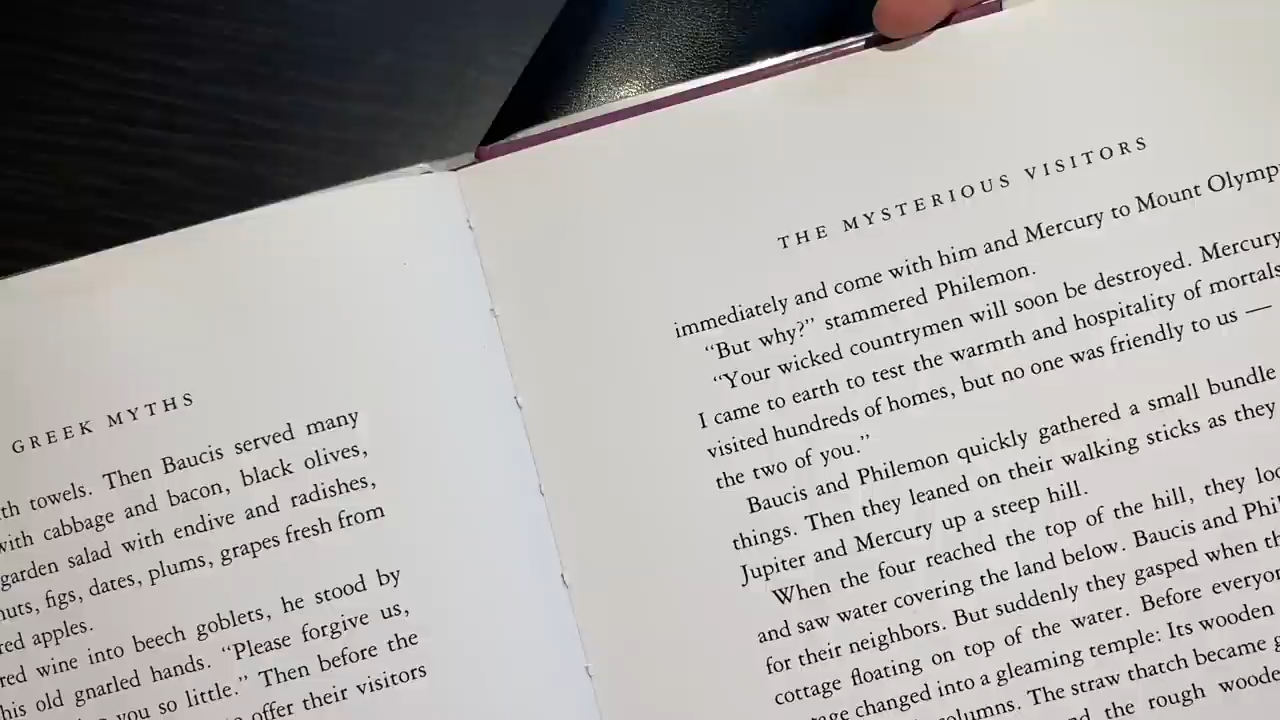 GREEK MYTHS
towels. Then Baucis served many
with cabbage and bacon, black olives,
garden salad with endive and radishes,
figs, dates, plums, grapes fresh from
red apples.
red wine into beech goblets, he stood by
his old gnarled hands. “Please forgive us,
you so little.” Then before the
offer their visitors
THE MYSTERIOUS VISITORS
immediately and come with him and Mercury to Mount
“But why?” stammered Philemon.
“Your wicked countrymen will soon be destroyed. Mercury
I came to earth to test the warmth and hospitality of mortals
visited hundreds of homes, but no one was friendly to us —
the two of you.”
Baucis and Philemon quickly gathered a small bundle
things. Then they leaned on their walking sticks as they
Jupiter and Mercury up a steep hill.
When the four reached the top of the hill, they
and saw water covering the land below. Baucis and
for their neighbors. But suddenly they gasped when
cottage floating on top of the water. Before
changed into a gleaming temple: Its wooden
The straw thatch became
the rough